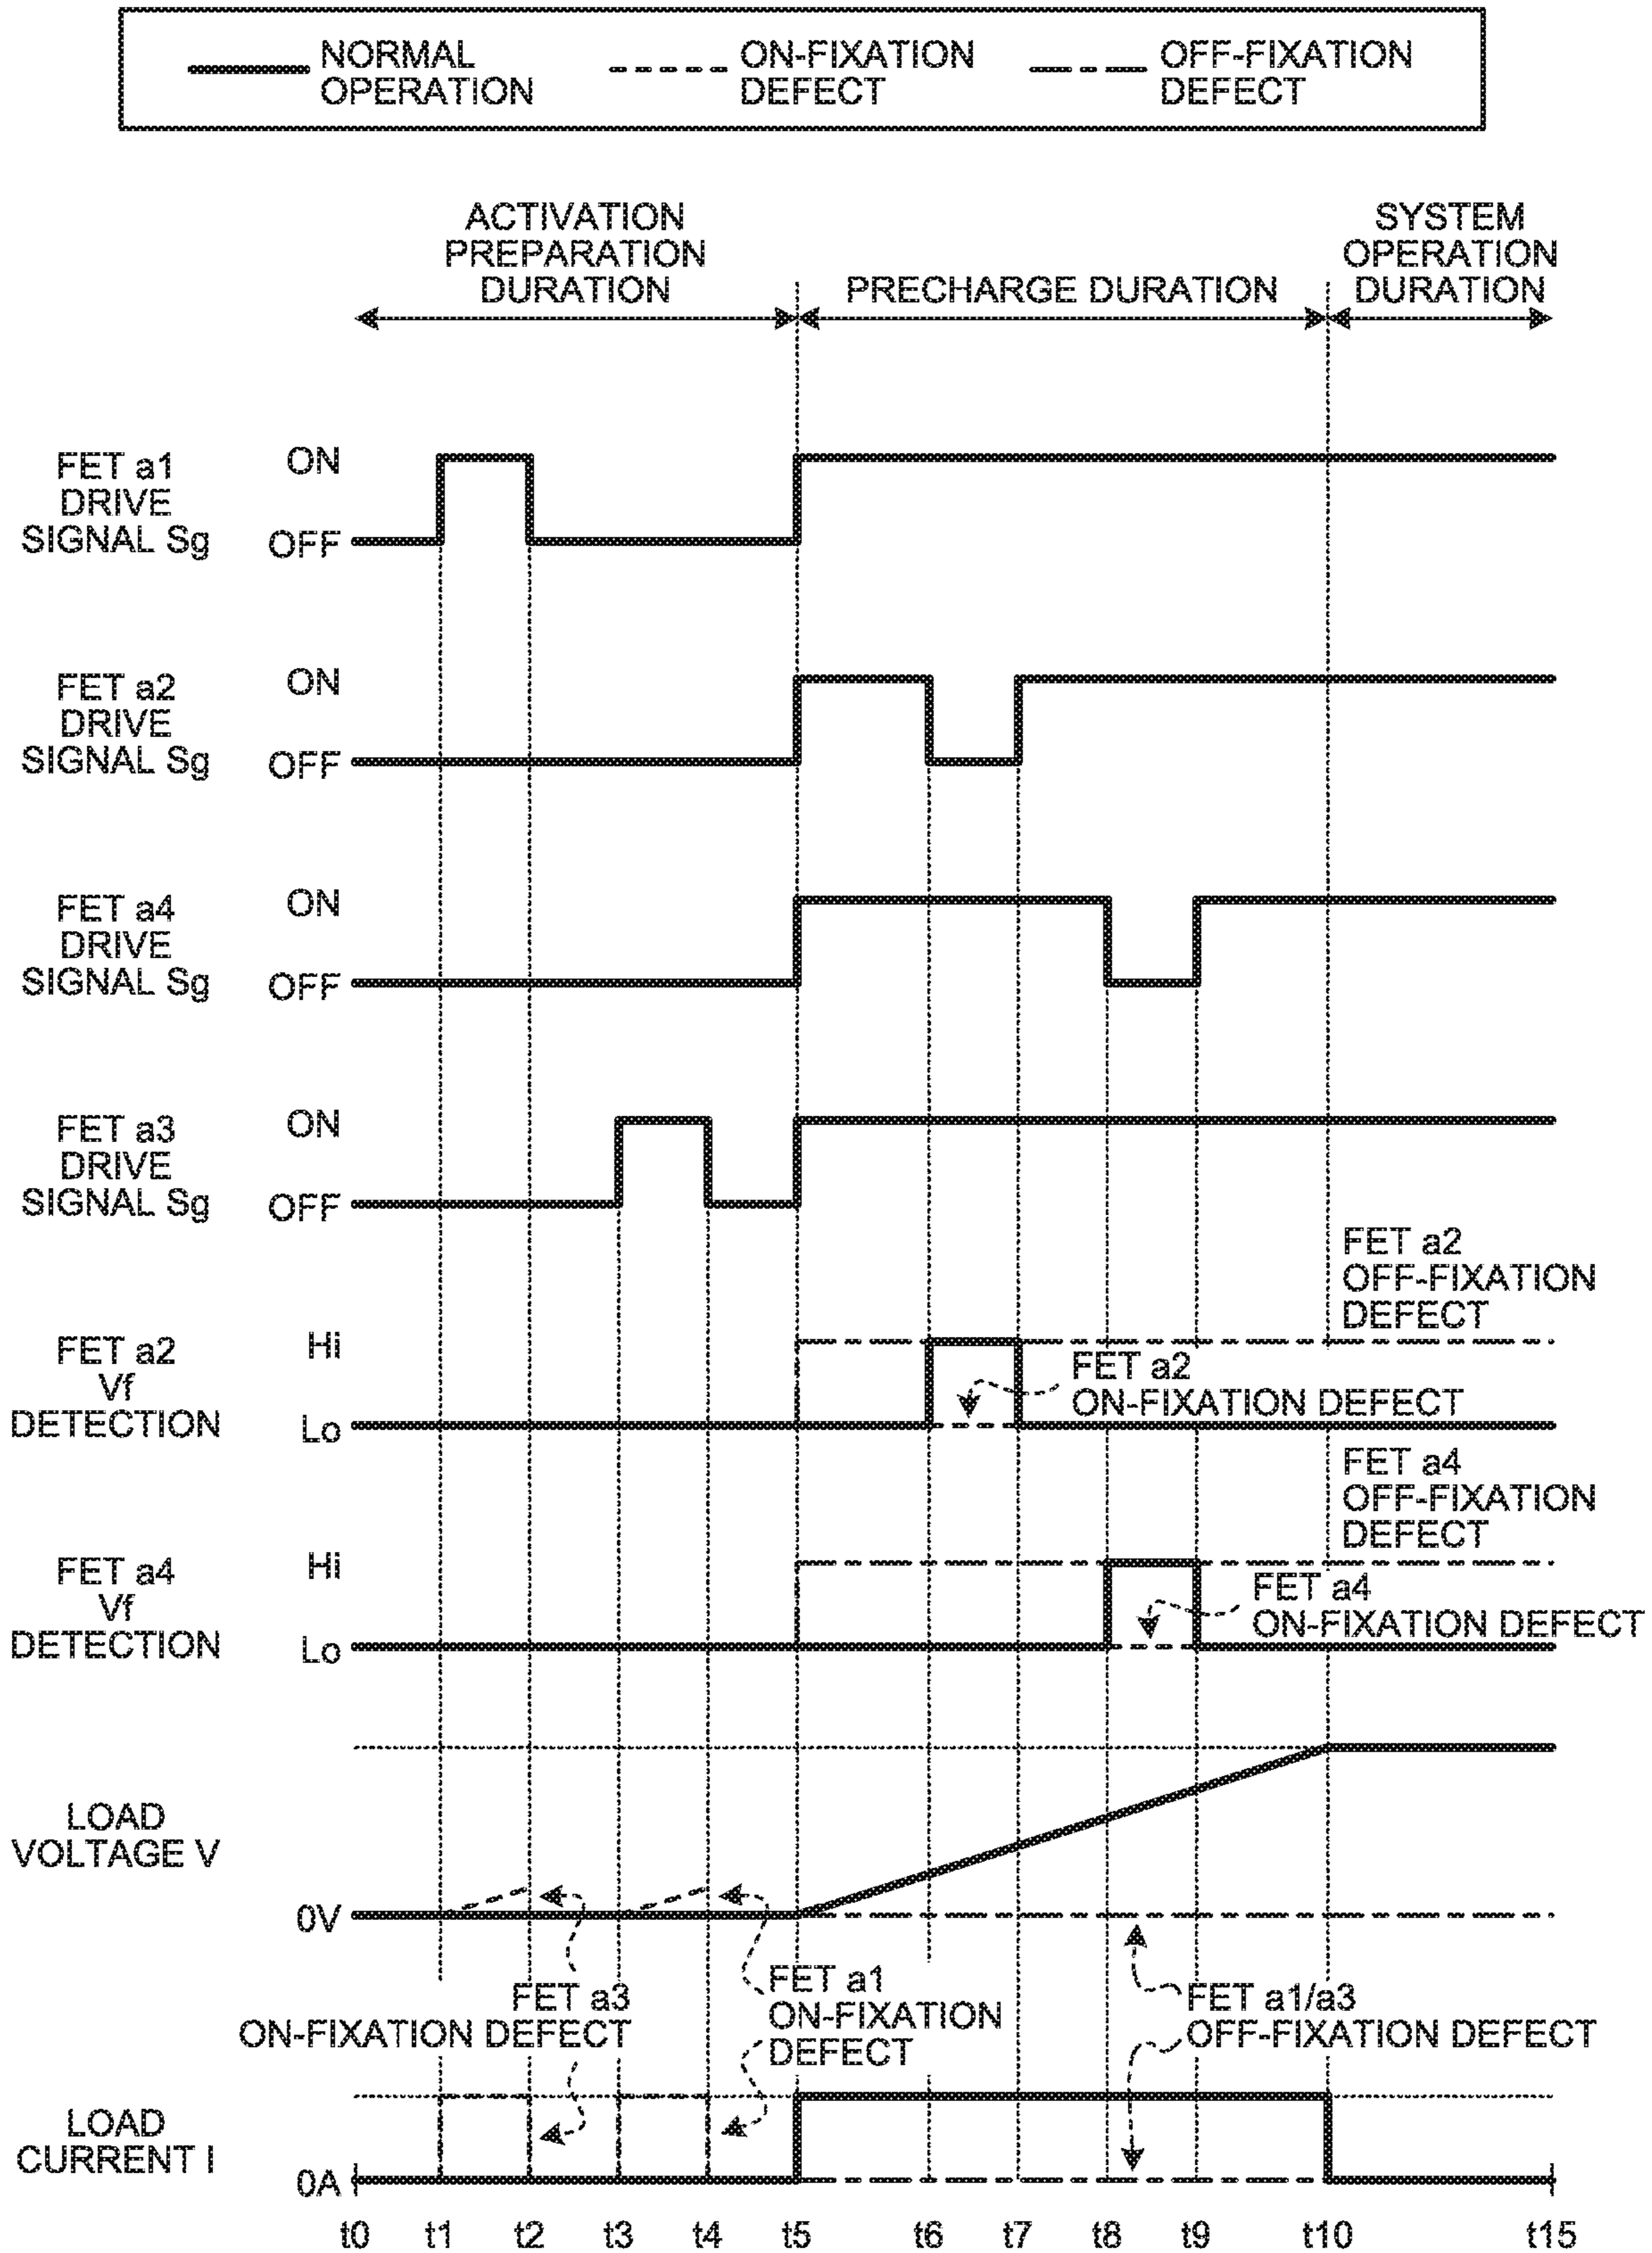 NORMAL
OPERATION
ON-FIXATION
DEFECT
OFF-FIXATION
DEFECT
ACTIVATION
PREPARATION
DURATION
PRECHARGE DURATION
SYSTEM
OPERATION
DURATION
FET a1
DRIVE
SIGNAL Sg
ON
OFF
FET a2
DRIVE
SIGNAL Sg
ON
OFF
FET a4
DRIVE
SIGNAL Sg
ON
OFF
FET a3
DRIVE
SIGNAL Sg
ON
OFF
FET a2
OFF-FIXATION
DEFECT
FET a2
Vf
DETECTION
Hi
Lo
FET a2
ON-FIXATION DEFECT
FET a4
OFF-FIXATION
DEFECT
FET a4
Vf
DETECTION
Hi
Lo
FET a4
ON-FIXATION DEFECT
LOAD
VOLTAGE V
0V
FET a3
ON-FIXATION DEFECT
FET a1
ON-FIXATION
DEFECT
FET a1/a3
OFF-FIXATION DEFECT
LOAD
CURRENT I
0A
t0 t1 t2 t3 t4 t5 t6 t7 t8 t9 t10 t15